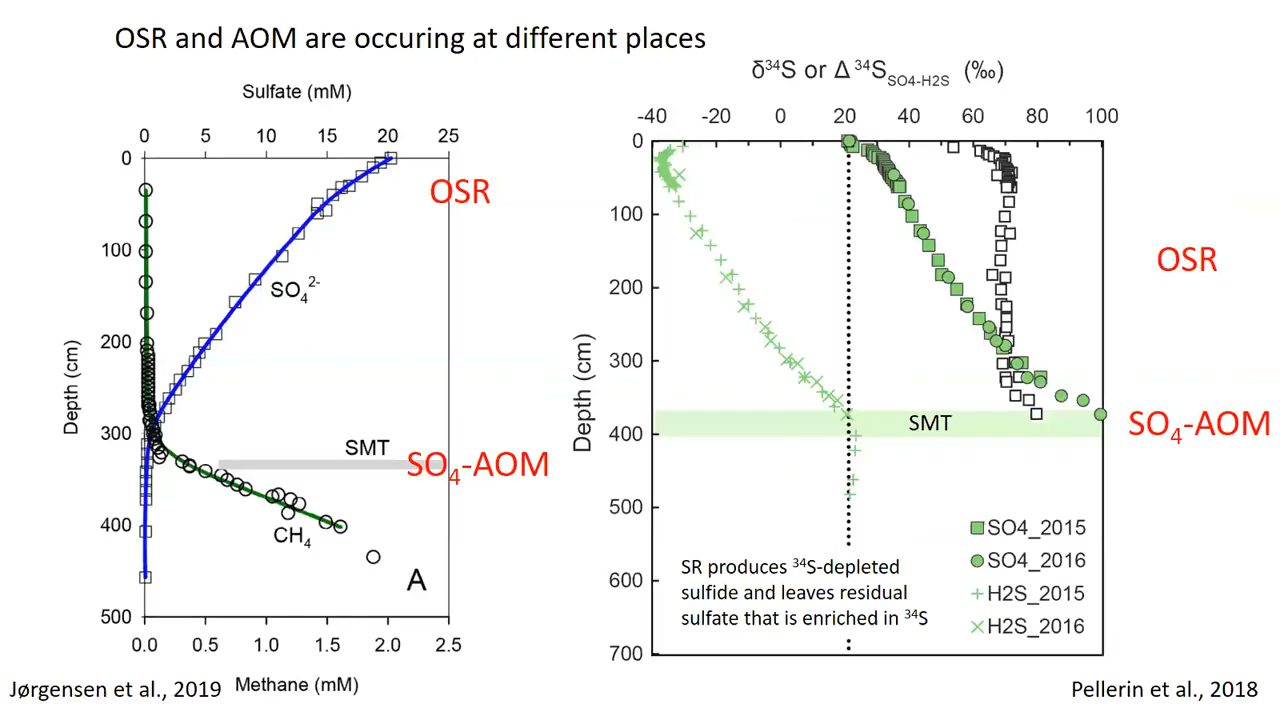 OSR and AOM are occuring at different places
Sulfate (mM)
0 5 10 15 20 25
0
100
200
300
400
500
Depth (cm)
OSR
SO₄²⁻
SMT
SO₄-AOM
CH₄
A
0.0 0.5 1.0 1.5 2.0 2.5
Methane (mM)
Jørgensen et al., 2019
δ³⁴S or Δ ³⁴S_SO4-H2S (‰)
-40 -20 0 20 40 60 80 100
0
100
200
300
400
500
600
700
Depth (cm)
OSR
SMT
SO₄-AOM
SO4_2015
SO4_2016
H2S_2015
H2S_2016
SR produces ³⁴S-depleted
sulfide and leaves residual
sulfate that is enriched in ³⁴S
Pellerin et al., 2018